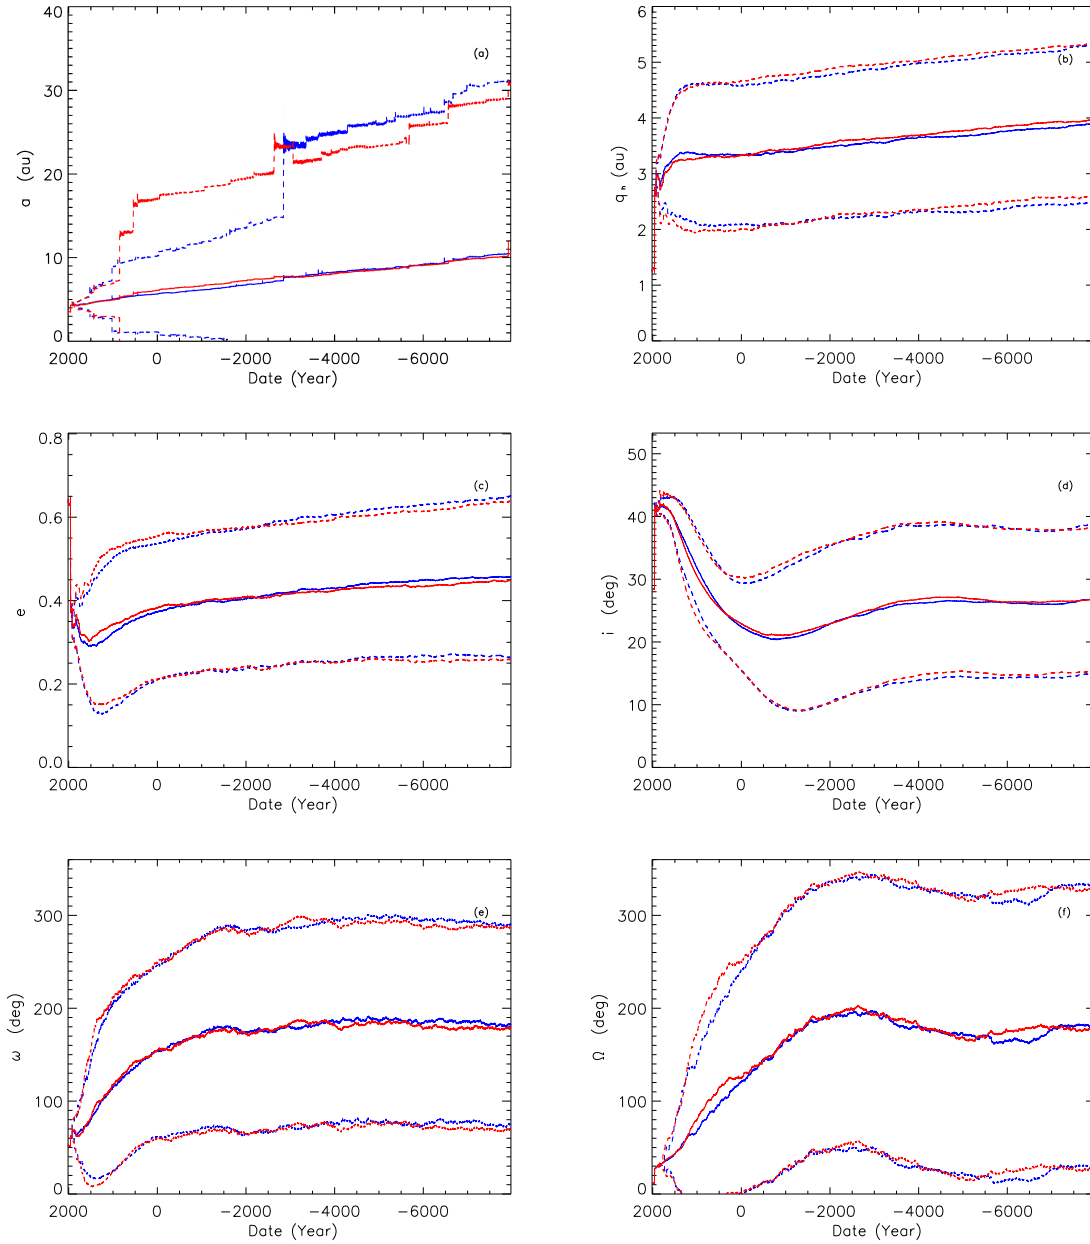 40
30
20
10
0
a (au)
(a)
2000 0 −2000 −4000 −6000
Date (Year)
6
5
4
3
2
1
0
q h (au)
(b)
2000 0 −2000 −4000 −6000
Date (Year)
0.8
0.6
0.4
0.2
0.0
e
(c)
2000 0 −2000 −4000 −6000
Date (Year)
50
40
30
20
10
0
i (deg)
(d)
2000 0 −2000 −4000 −6000
Date (Year)
300
200
100
0
ω (deg)
(e)
2000 0 −2000 −4000 −6000
Date (Year)
300
200
100
0
Ω (deg)
(f)
2000 0 −2000 −4000 −6000
Date (Year)